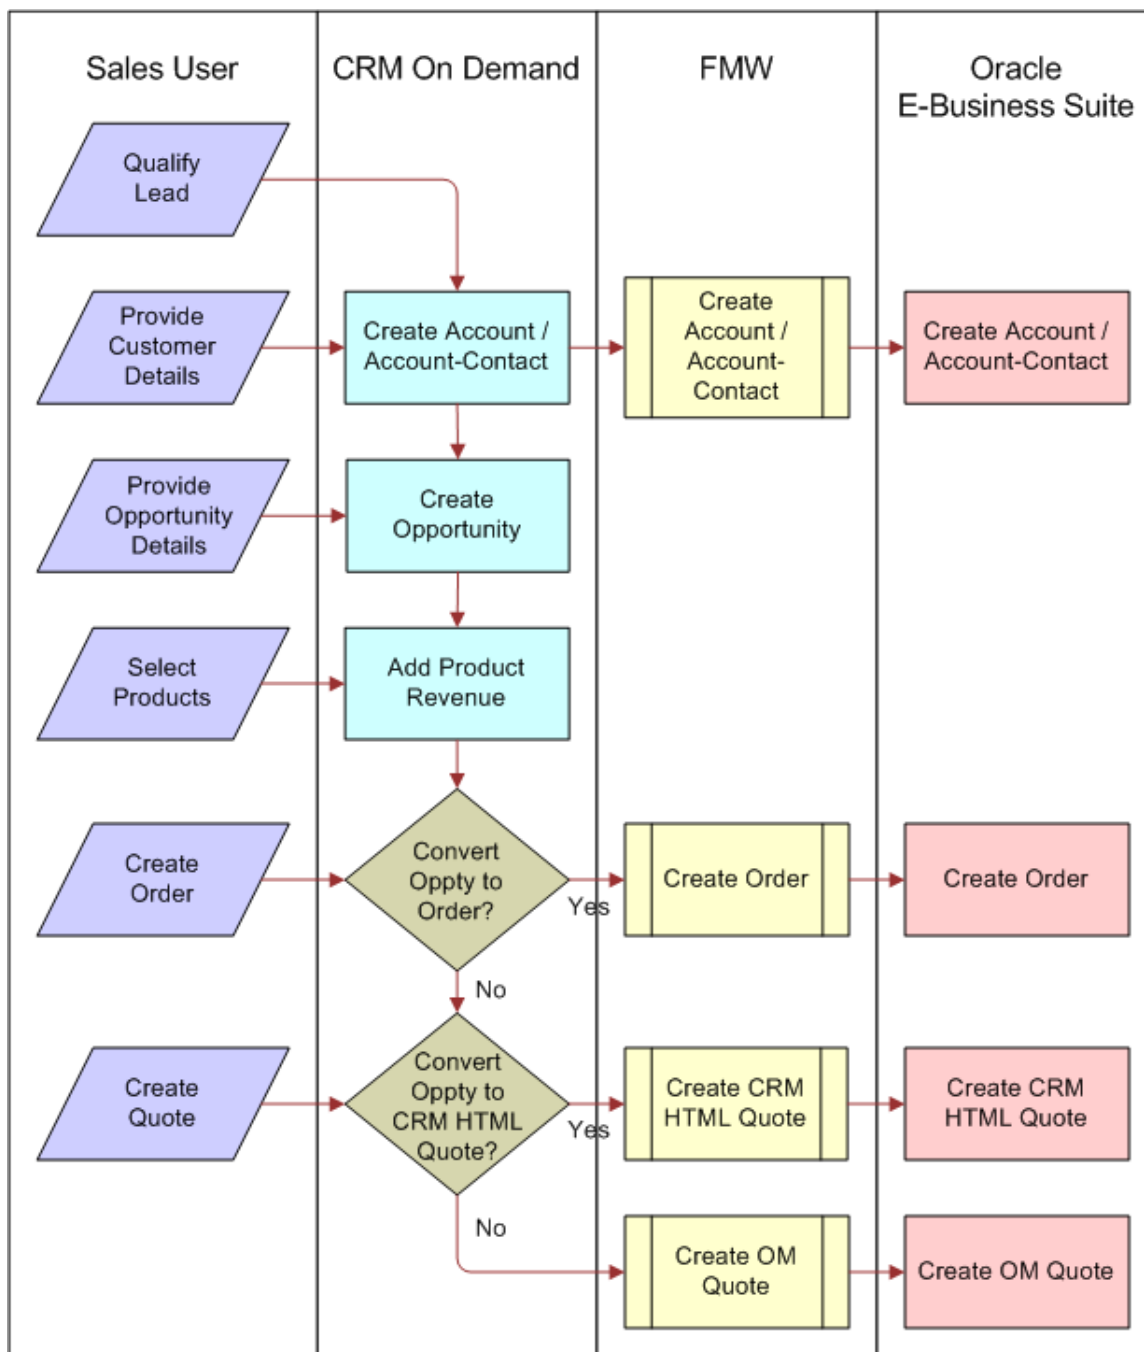 Sales User
CRM On Demand
FMW
Oracle
E-Business Suite
Qualify
Lead
Provide
Customer
Details
Create Account /
Account-Contact
Create
Account /
Account-
Contact
Create Account /
Account-Contact
Provide
Opportunity
Details
Create
Opportunity
Select
Products
Add Product
Revenue
Create
Order
Convert
Oppty to
Order?
Yes
Create Order
Create Order
No
Create
Quote
Convert
Oppty to
CRM HTML
Quote?
Yes
Create CRM
HTML Quote
Create CRM
HTML Quote
No
Create OM
Quote
Create OM Quote